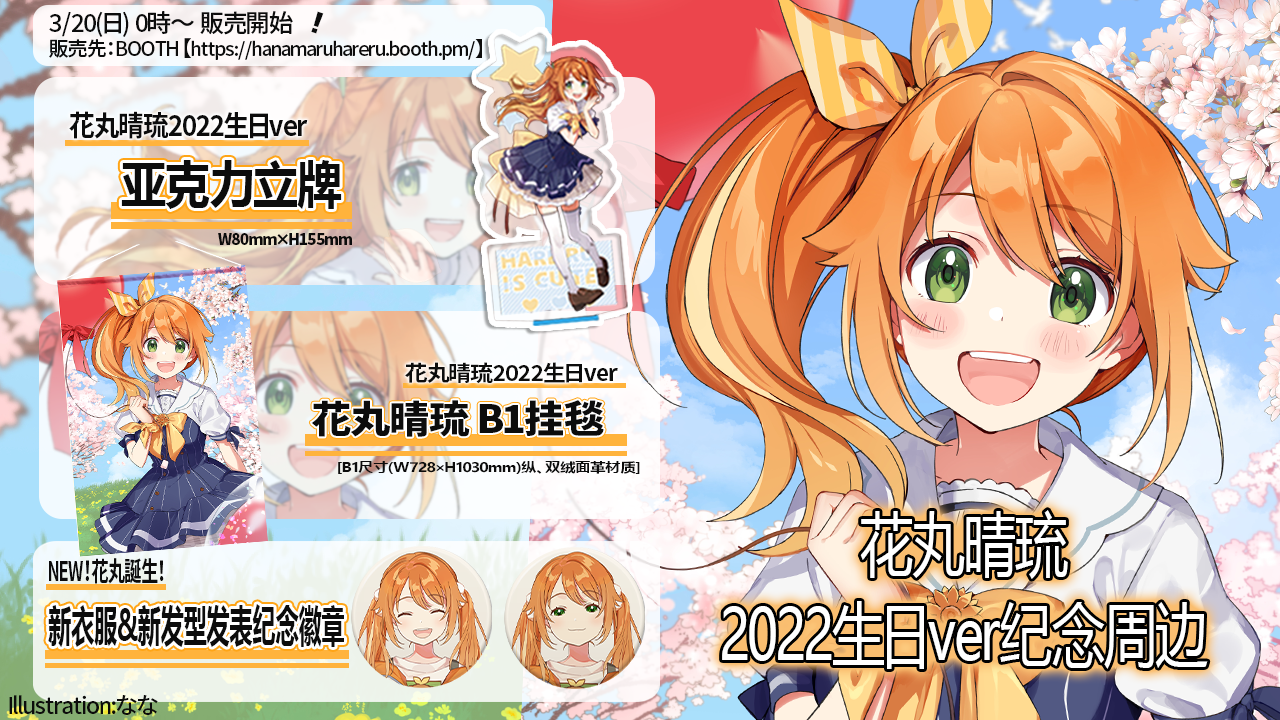 3/20(日) 0時～ 販売開始 !
販売先:BOOTH【https://hanamaruhareru.booth.pm/】
花丸晴琉2022生日ver
亚克力立牌
W80mm×H155mm
花丸晴琉2022生日ver
花丸晴琉 B1挂毯
[B1尺寸(W728×H1030mm)纵、双绒面革材质]
NEW!花丸誕生!
新衣服&新发型发表纪念徽章
Illustration:なな
花丸晴琉
2022生日ver纪念周边